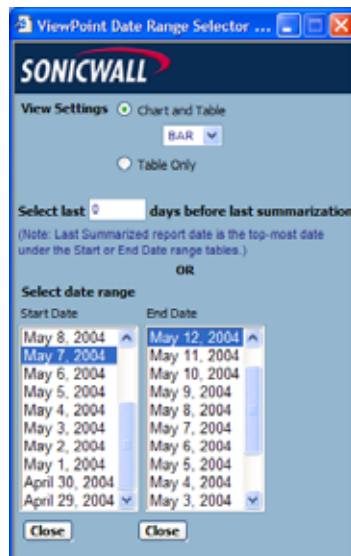 ViewPoint Date Range Selector ...
SONICWALL
View Settings Chart and Table
BAR
Table Only
Select last 0 days before last summarization
(Note: Last Summarized report date is the top-most date
under the Start or End Date range tables.)
OR
Select date range
Start Date End Date
May 8, 2004 May 12, 2004
May 7, 2004 May 11, 2004
May 6, 2004 May 10, 2004
May 5, 2004 May 9, 2004
May 4, 2004 May 8, 2004
May 3, 2004 May 7, 2004
May 2, 2004 May 6, 2004
May 1, 2004 May 5, 2004
April 30, 2004 May 4, 2004
April 29, 2004 May 3, 2004
Close Close